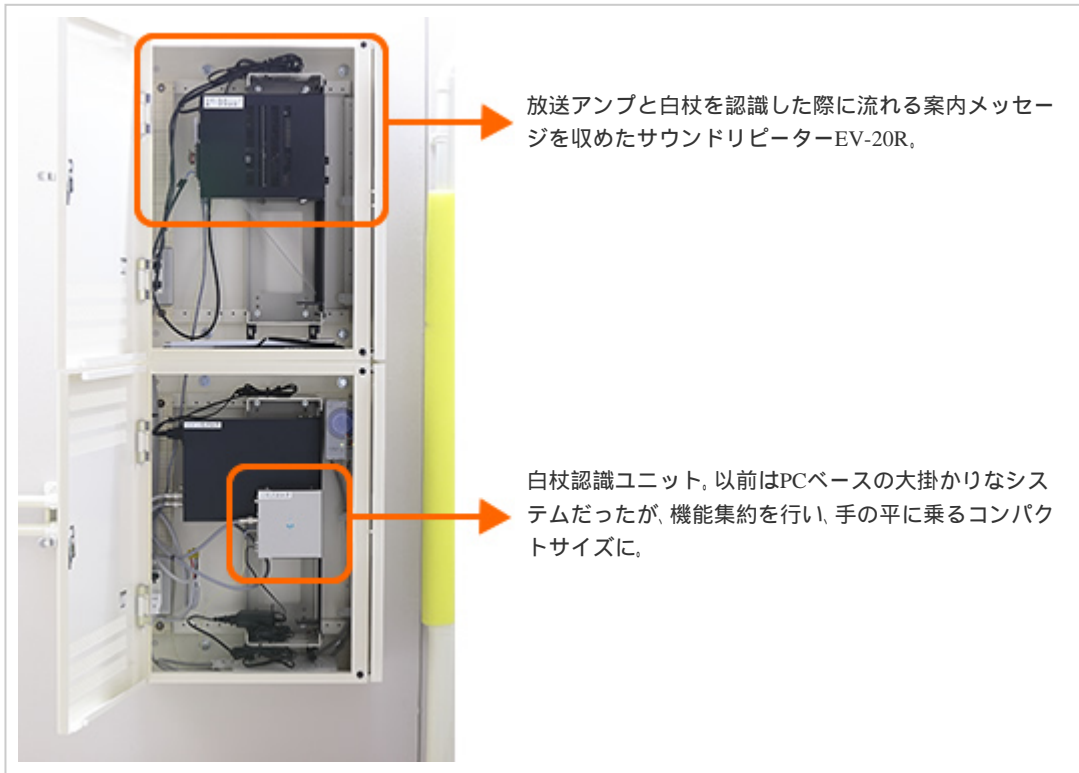 放送アンプと白杖を認識した際に流れる案内メッセー
ジを収めたサウンドリピーターEV-20R。
白杖認識ユニット。以前はPCベースの大掛かりなシス
テムだったが、機能集約を行い、手の平に乗るコンパク
トサイズに。